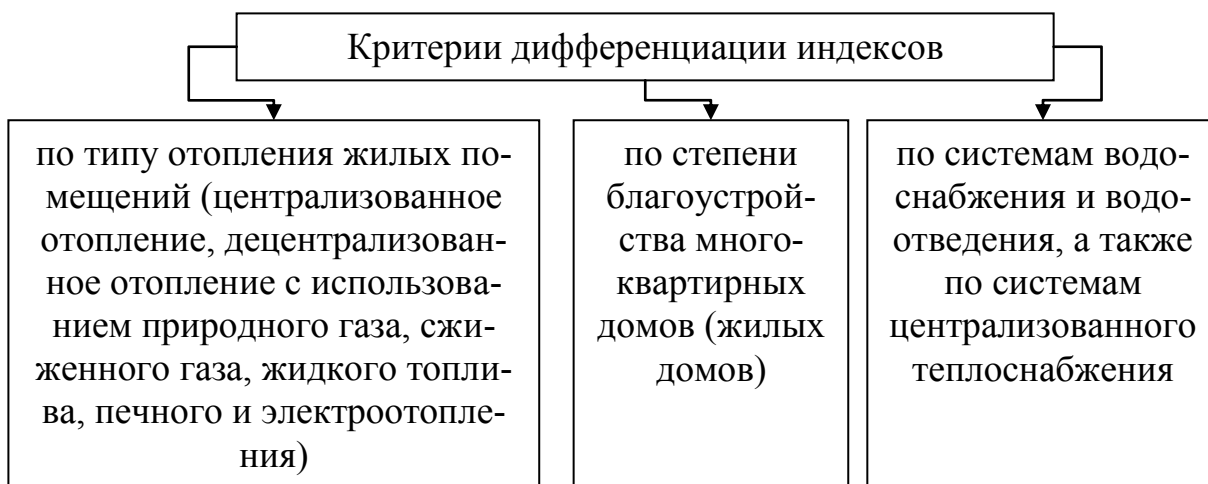 Критерии дифференциации индексов
по типу отопления жилых по-
мещений (централизованное
отопление, децентрализован-
ное отопление с использова-
нием природного газа, сжи-
женного газа, жидкого топли-
ва, печного и электроотопле-
ния)
по степени
благоустрой-
ства много-
квартирных
домов (жилых
домов)
по системам водо-
снабжения и водо-
отведения, а также
по системам
централизованного
теплоснабжения